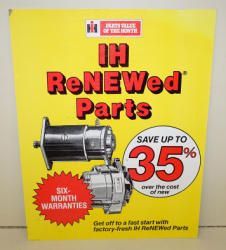 IH PARTS VALUE
OF THE MONTH
IH
ReNEWed®
Parts
SAVE UP TO
35%
over the cost
of new
SIX-
MONTH
WARRANTIES
Get off to a fast start with
factory-fresh IH ReNEWed Parts